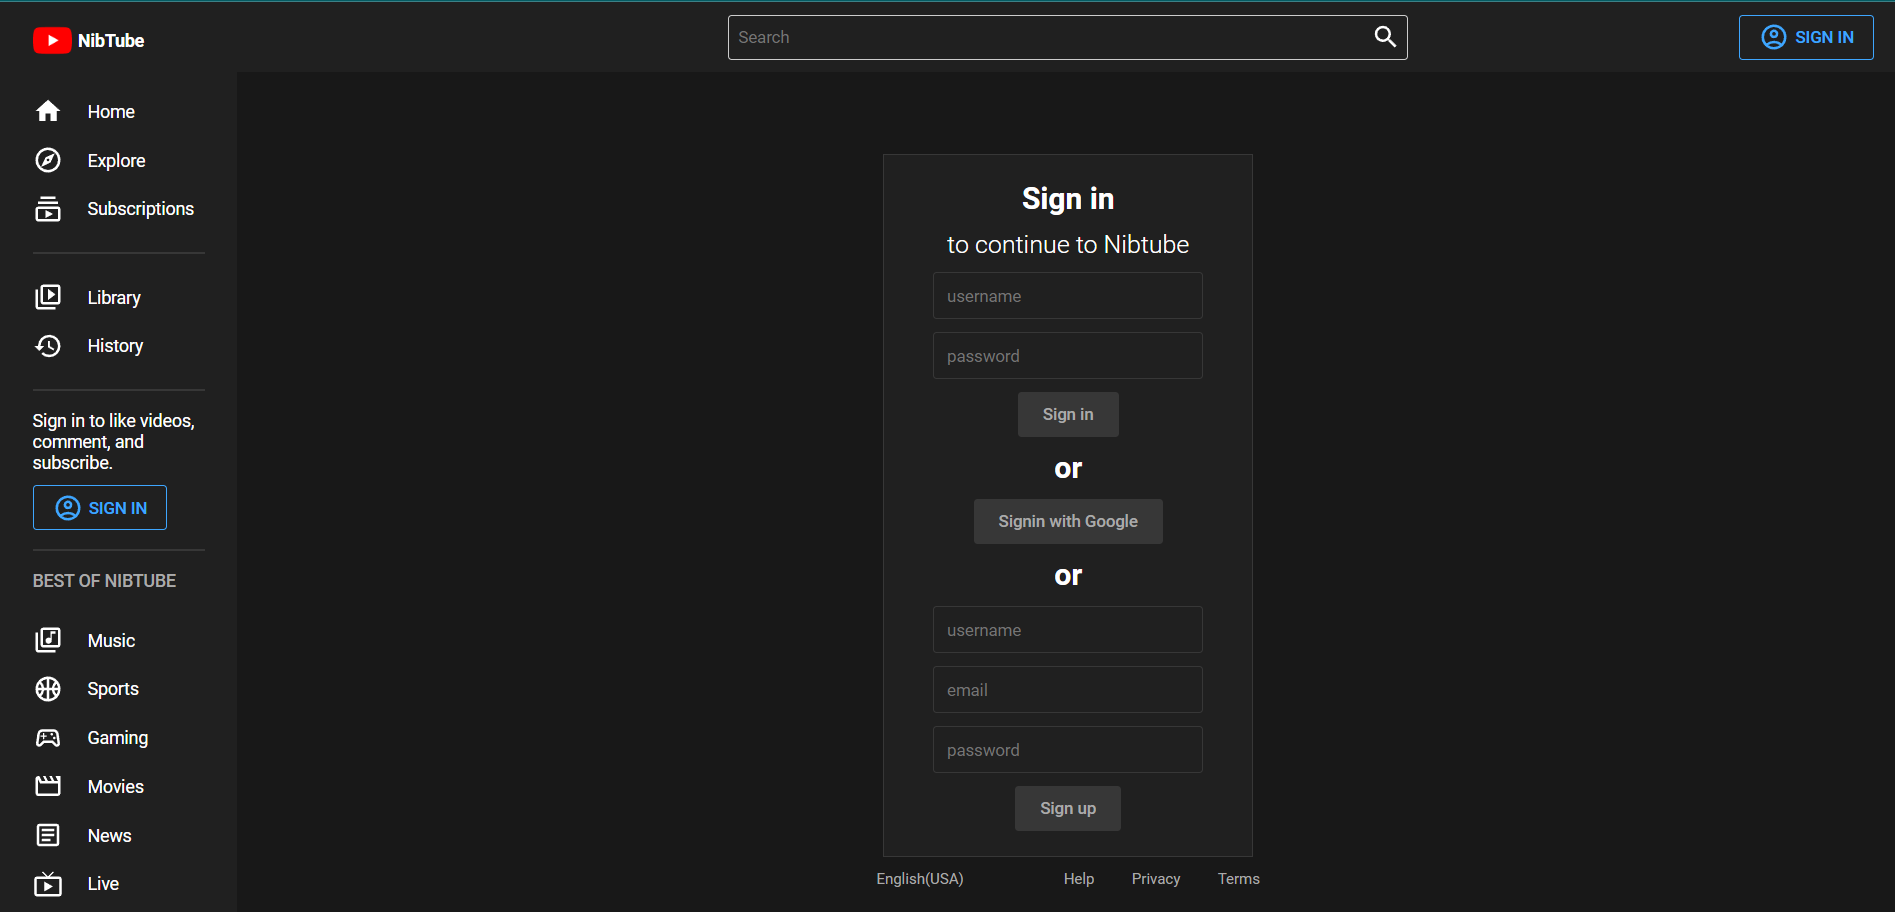 NibTube
Search
SIGN IN
Home
Explore
Subscriptions
Library
History
Sign in to like videos,
comment, and
subscribe.
SIGN IN
BEST OF NIBTUBE
Music
Sports
Gaming
Movies
News
Live
Sign in
to continue to Nibtube
username
password
Sign in
or
Signin with Google
or
username
email
password
Sign up
English(USA) Help Privacy Terms